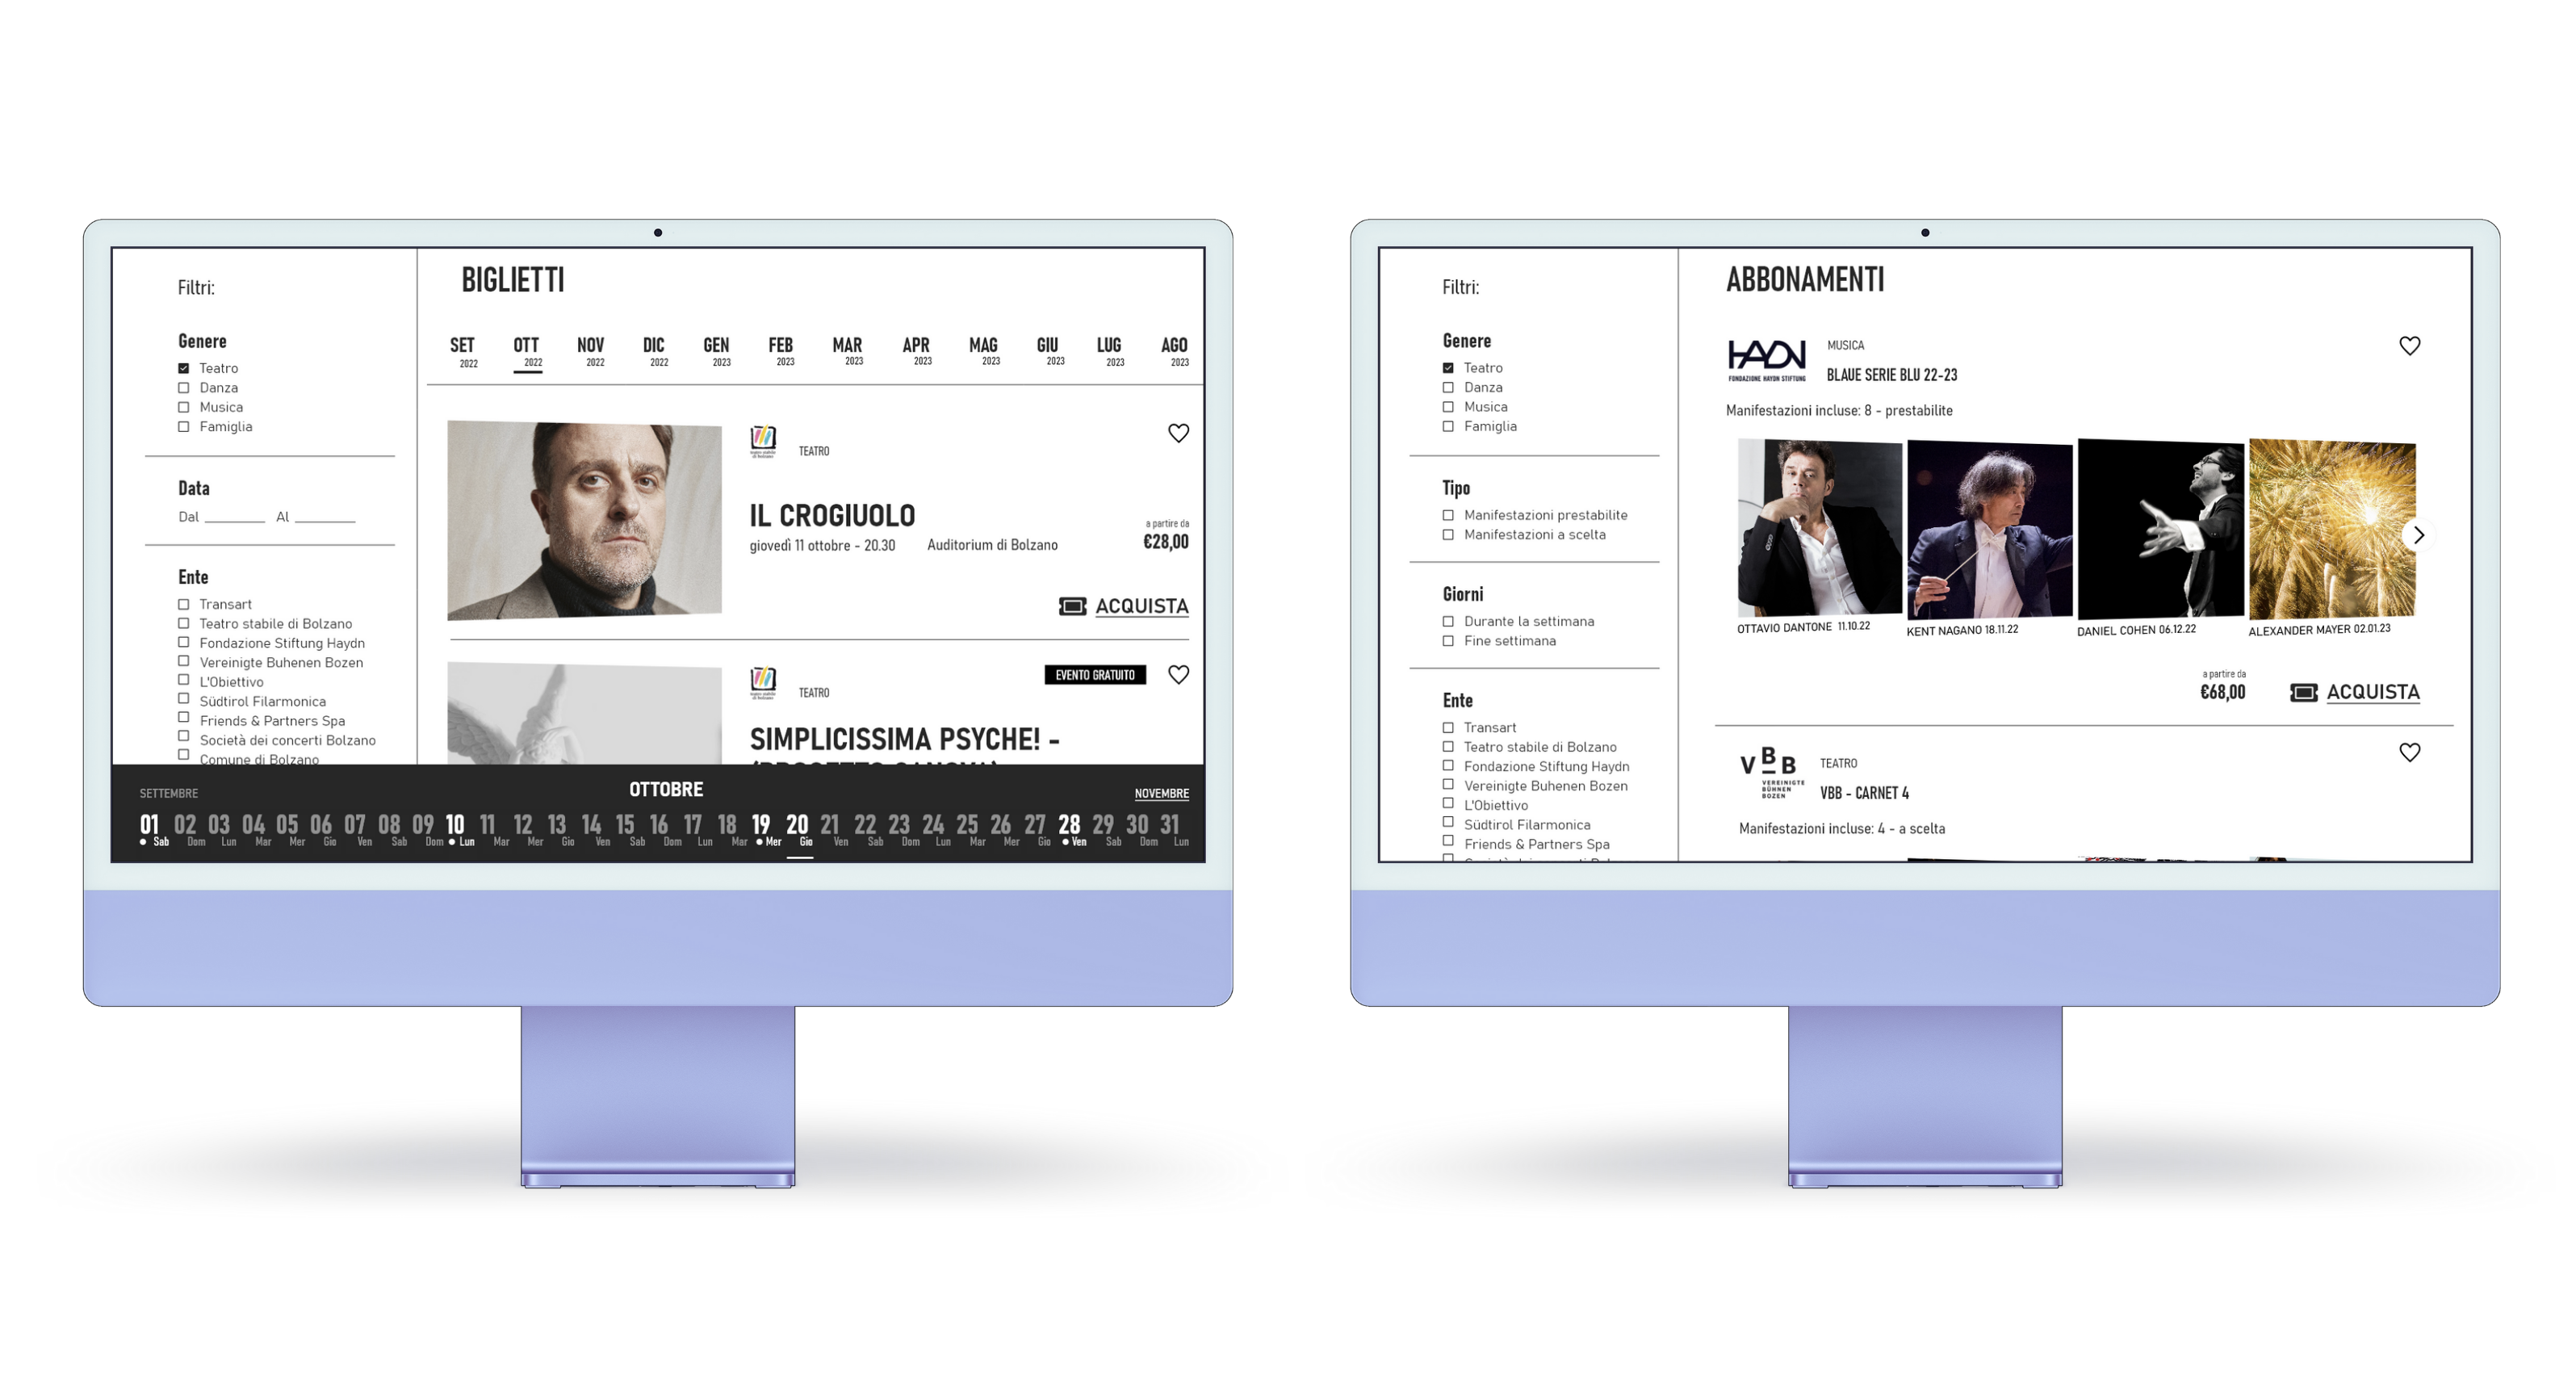 Filtri:
Genere
Teatro
Danza
Musica
Famiglia
Data
Dal Al
Ente
Transart
Teatro stabile di Bolzano
Fondazione Stiftung Haydn
Vereinigte Buhenen Bozen
L'Obiettivo
Südtirol Filarmonica
Friends & Partners Spa
Società dei concerti Bolzano
Comune di Bolzano
BIGLIETTI
SET OTT NOV DIC GEN FEB MAR APR MAG GIU LUG AGO
2022 2022 2022 2022 2023 2023 2023 2023 2023 2023 2023 2023
teatro stabile
di bolzano
TEATRO
IL CROGIUOLO
giovedì 11 ottobre - 20.30 Auditorium di Bolzano
a partire da
€28,00
ACQUISTA
teatro stabile
di bolzano
TEATRO
EVENTO GRATUITO
SIMPLICISSIMA PSYCHE! -
SETTEMBRE OTTOBRE NOVEMBRE
01 02 03 04 05 06 07 08 09 10 11 12 13 14 15 16 17 18 19 20 21 22 23 24 25 26 27 28 29 30 31
Sab Dom Lun Mar Mer Gio Ven Sab Dom Lun Mar Mer Gio Ven Sab Dom Lun Mar Mer Gio Ven Sab Dom Lun Mar Mer Gio Ven Sab Dom Lun
Filtri:
Genere
Teatro
Danza
Musica
Famiglia
Tipo
Manifestazioni prestabilite
Manifestazioni a scelta
Giorni
Durante la settimana
Fine settimana
Ente
Transart
Teatro stabile di Bolzano
Fondazione Stiftung Haydn
Vereinigte Buhenen Bozen
L'Obiettivo
Südtirol Filarmonica
Friends & Partners Spa
ABBONAMENTI
HAYDN
FONDAZIONE HAYDN STIFTUNG
MUSICA
BLAUE SERIE BLU 22-23
Manifestazioni incluse: 8 - prestabilite
OTTAVIO DANTONE 11.10.22
KENT NAGANO 18.11.22
DANIEL COHEN 06.12.22
ALEXANDER MAYER 02.01.23
a partire da
€68,00
ACQUISTA
VBB
VEREINIGTE
BÜHNEN
BOZEN
TEATRO
VBB - CARNET 4
Manifestazioni incluse: 4 - a scelta